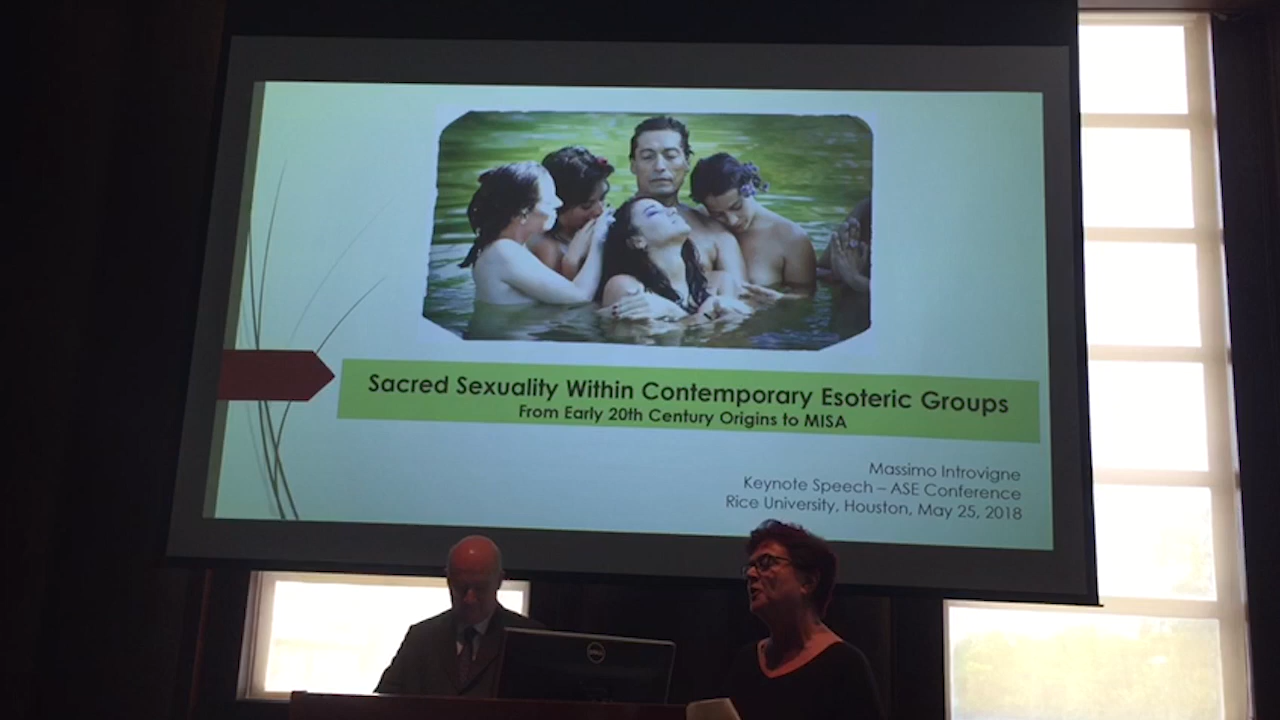 Sacred Sexuality Within Contemporary Esoteric Groups
From Early 20th Century Origins to MISA
Massimo Introvigne
Keynote Speech – ASE Conference
Rice University, Houston, May 25, 2018
DELL